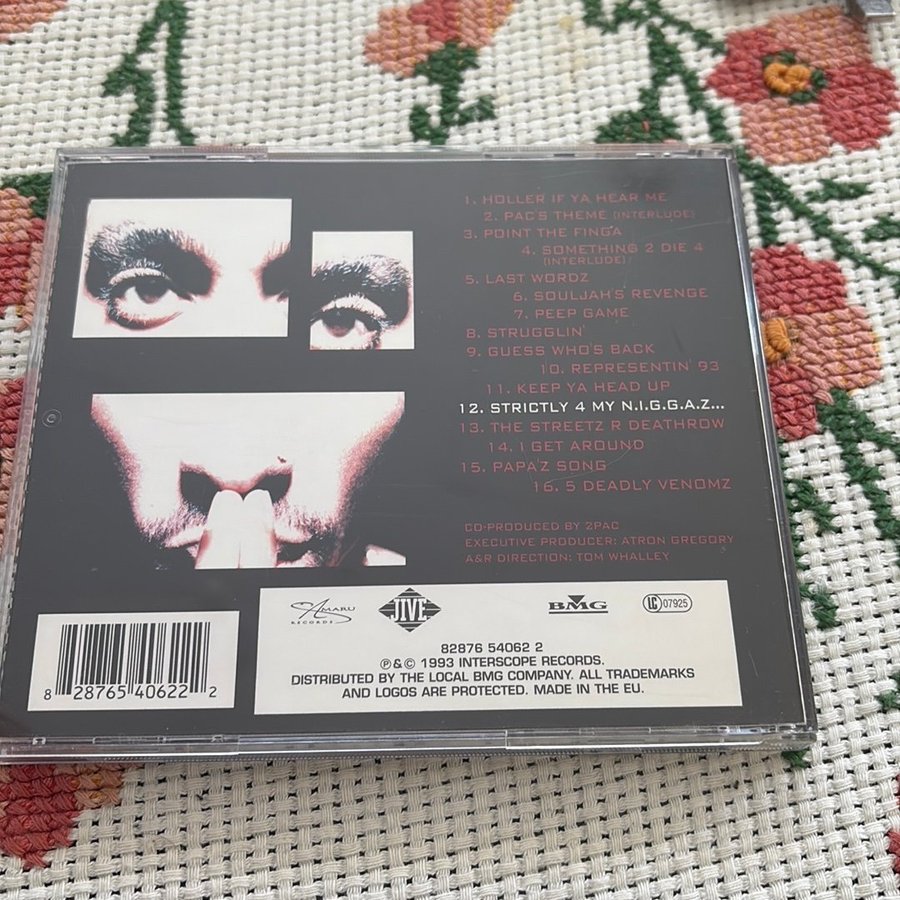 1. HOLLER IF YA HEAR ME
2. PAC'S THEME (INTERLUDE)
3. POINT THE FINGA
4. SOMETHING 2 DIE 4
(INTERLUDE)
5. LAST WORDZ
6. SOULJAH'S REVENGE
7. PEEP GAME
8. STRUGGLIN'
9. GUESS WHO'S BACK
10. REPRESENTIN' 93
11. KEEP YA HEAD UP
12. STRICTLY 4 MY N.I.G.G.A.Z...
13. THE STREETZ R DEATHROW
14. I GET AROUND
15. PAPA'Z SONG
16. 5 DEADLY VENOMZ
CO-PRODUCED BY 2PAC
EXECUTIVE PRODUCER: ATRON GREGORY
A&R DIRECTION: TOM WHALLEY
AMARU
RECORDS
JIVE
BMG
LC 07925
82876 54062 2
℗ & © 1993 INTERSCOPE RECORDS.
DISTRIBUTED BY THE LOCAL BMG COMPANY. ALL TRADEMARKS
AND LOGOS ARE PROTECTED. MADE IN THE EU.
8 28765 40622 2